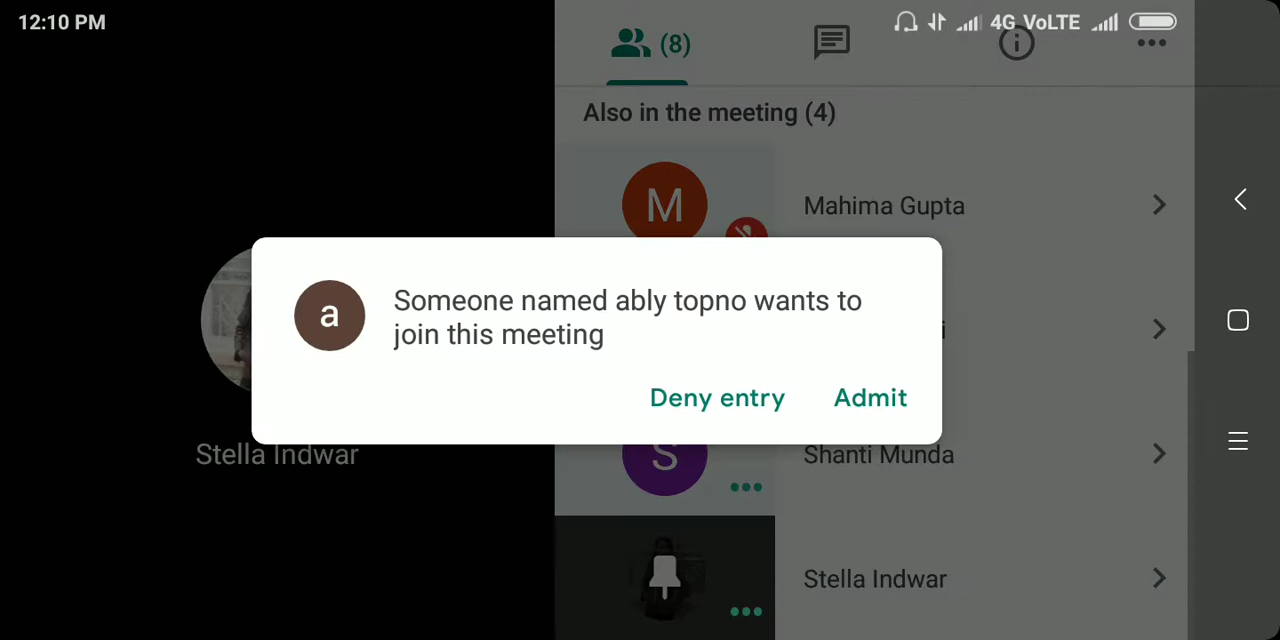 12:10 PM
4G VoLTE
(8)
Also in the meeting (4)
M
Mahima Gupta
a
Someone named ably topno wants to
join this meeting
i
Deny entry
Admit
Stella Indwar
S
Shanti Munda
Stella Indwar